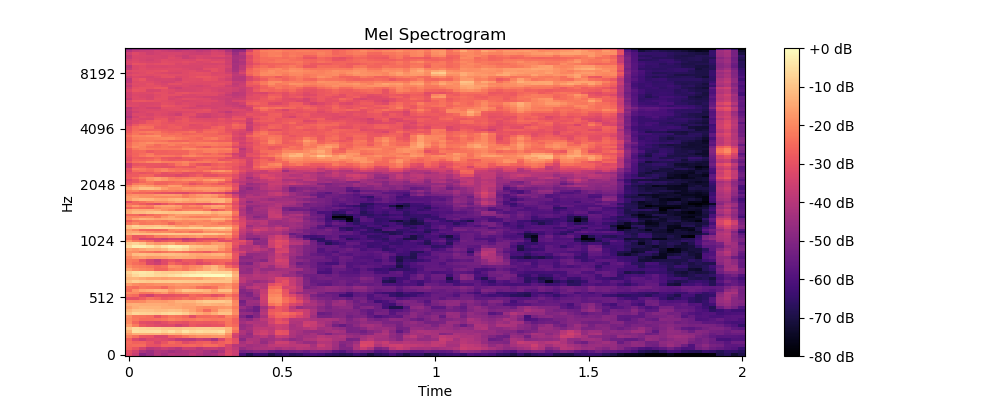 Mel Spectrogram
Hz
8192
4096
2048
1024
512
0
0 0.5 1 1.5 2
Time
+0 dB
-10 dB
-20 dB
-30 dB
-40 dB
-50 dB
-60 dB
-70 dB
-80 dB